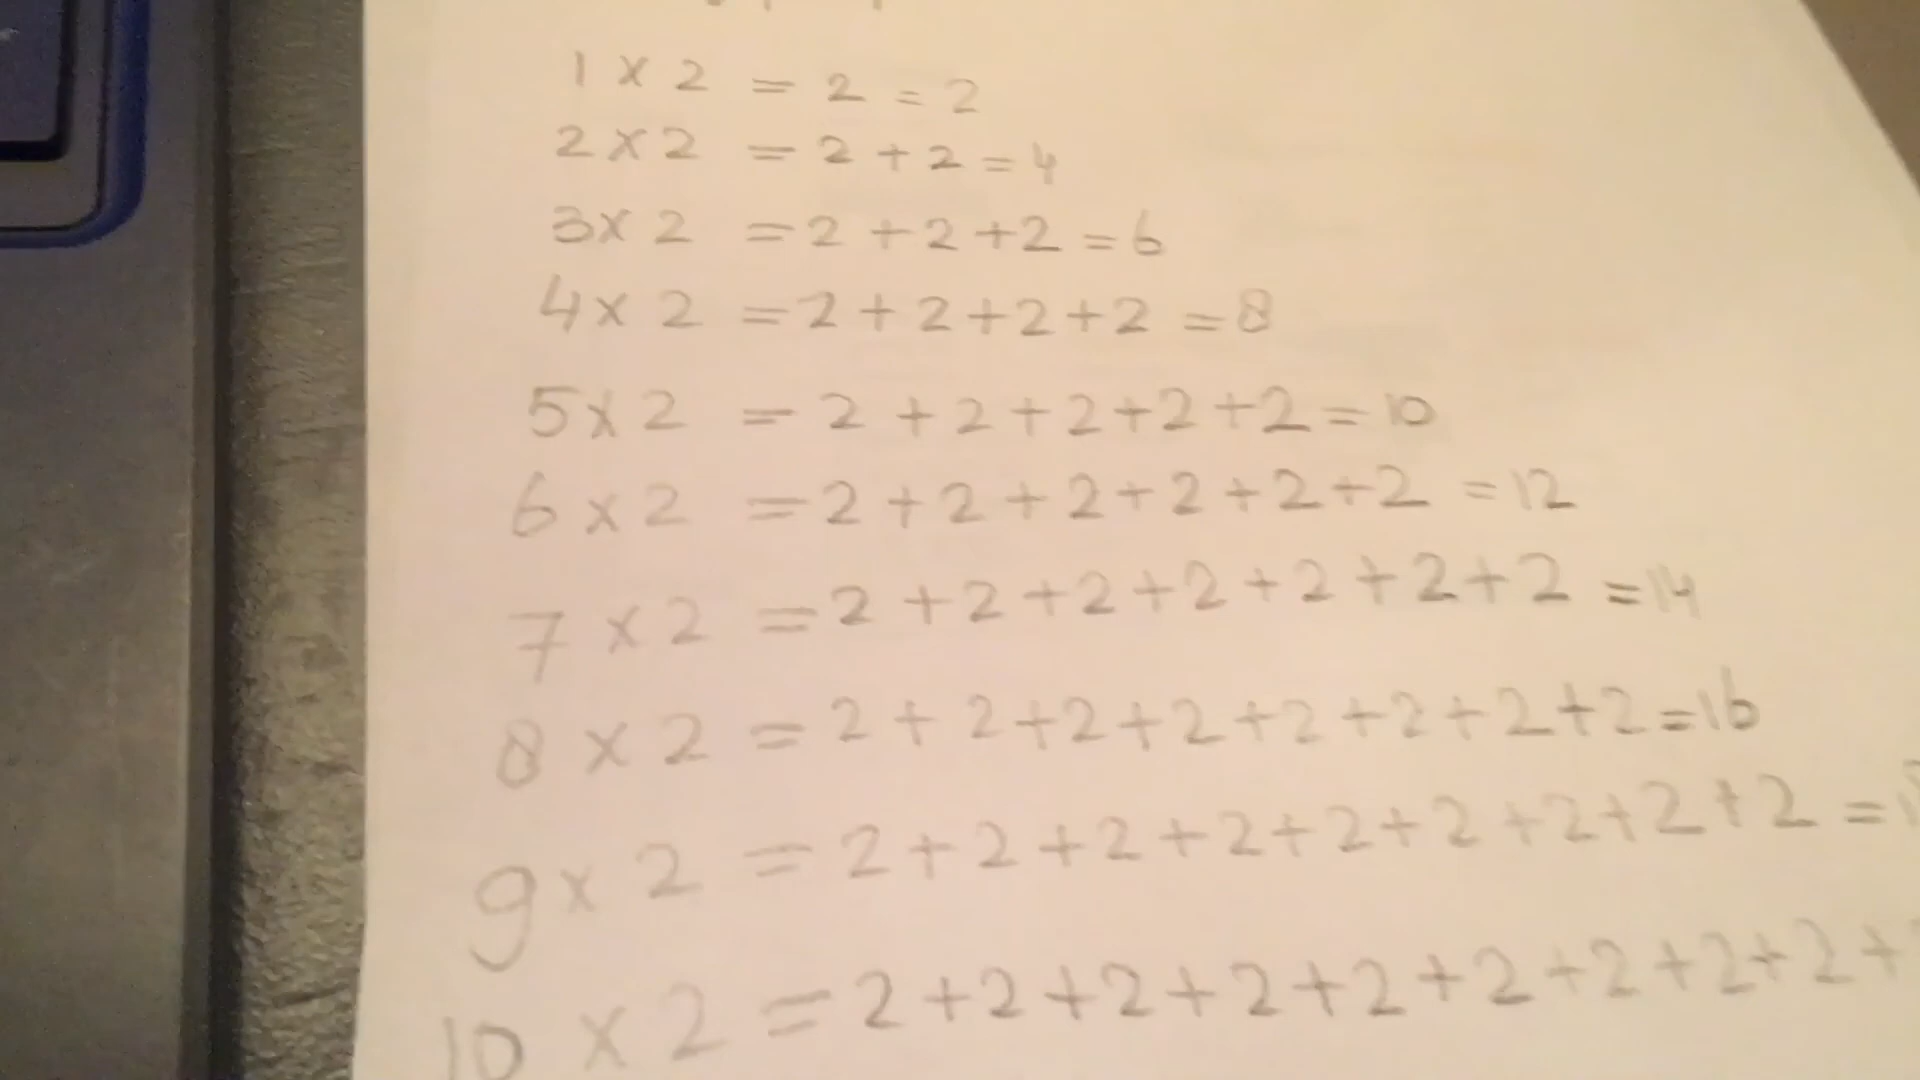 1 x 2 = 2 = 2
2 x 2 = 2 + 2 = 4
3 x 2 = 2 + 2 + 2 = 6
4 x 2 = 2 + 2 + 2 + 2 = 8
5 x 2 = 2 + 2 + 2 + 2 + 2 = 10
6 x 2 = 2 + 2 + 2 + 2 + 2 + 2 = 12
7 x 2 = 2 + 2 + 2 + 2 + 2 + 2 + 2 = 14
8 x 2 = 2 + 2 + 2 + 2 + 2 + 2 + 2 + 2 = 16
9 x 2 = 2 + 2 + 2 + 2 + 2 + 2 + 2 + 2 + 2 =
10 x 2 = 2 + 2 + 2 + 2 + 2 + 2 + 2 + 2 + 2 +